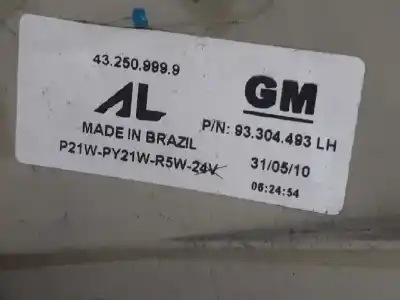 43.250.999.9
AL
GM
MADE IN BRAZIL
P/N: 93.304.493 LH
P21W-PY21W-R5W-24V
31/05/10
06:24:54